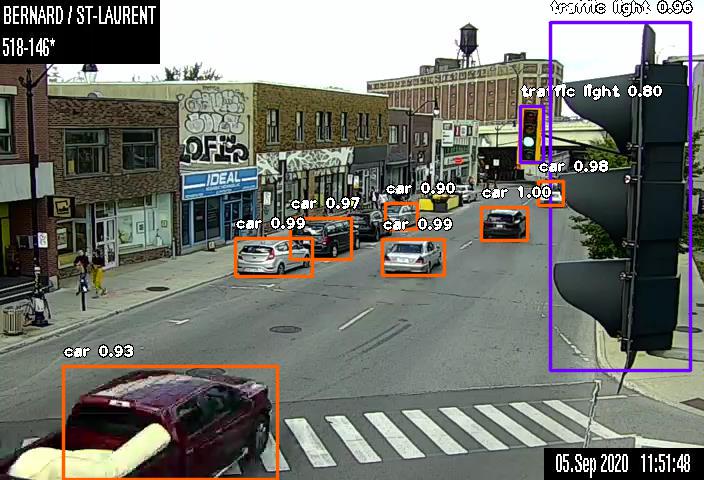 BERNARD / ST-LAURENT
518-146*
traffic light 0.96
traffic light 0.80
car 0.98
car 0.90
car 1.00
car 0.97
car 0.99
car 0.99
IDEAL
car 0.93
05.Sep 2020 11:51:48